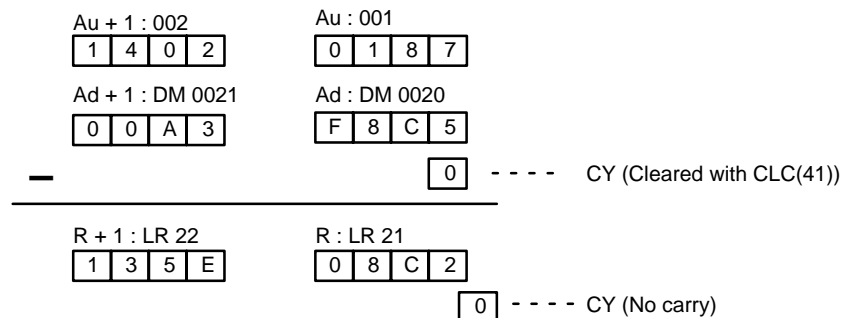 Au + 1 : 002 Au : 001
1 4 0 2 0 1 8 7
Ad + 1 : DM 0021 Ad : DM 0020
0 0 A 3 F 8 C 5
– 0 - - - - CY (Cleared with CLC(41))
R + 1 : LR 22 R : LR 21
1 3 5 E 0 8 C 2
0 - - - - CY (No carry)